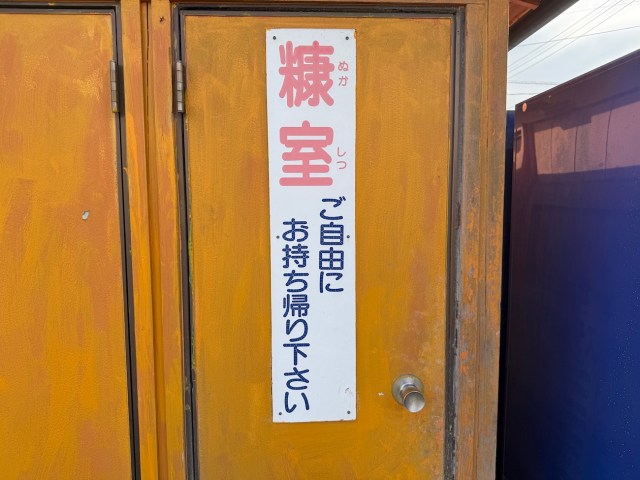 糠室
ぬかしつ
ご自由に
お持ち帰り下さい